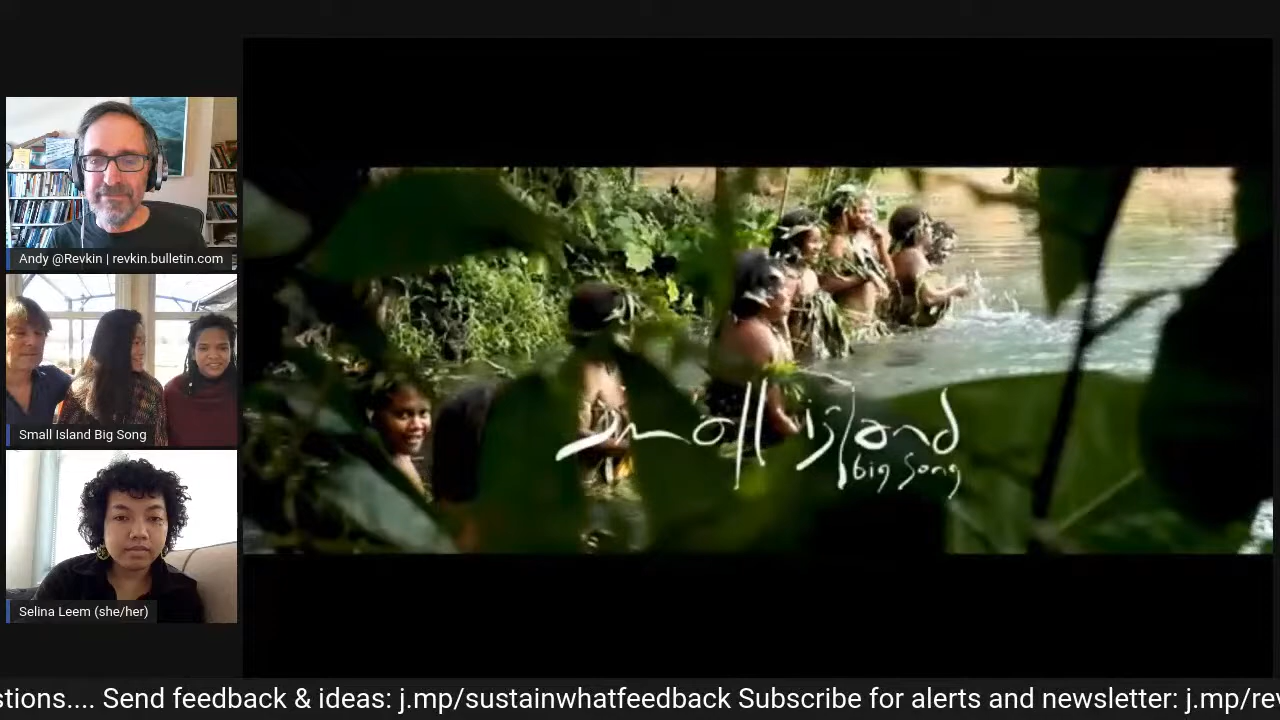 Andy @Revkin | revkin.bulletin.com
Small Island Big Song
Selina Leem (she/her)
small island
big song
stions.... Send feedback & ideas: j.mp/sustainwhatfeedback Subscribe for alerts and newsletter: j.mp/rev